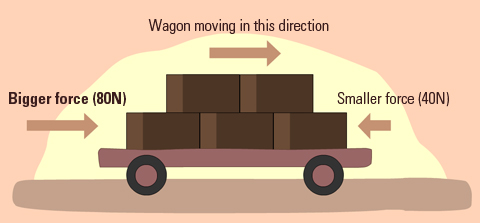 Wagon moving in this direction
Bigger force (80N)
Smaller force (40N)